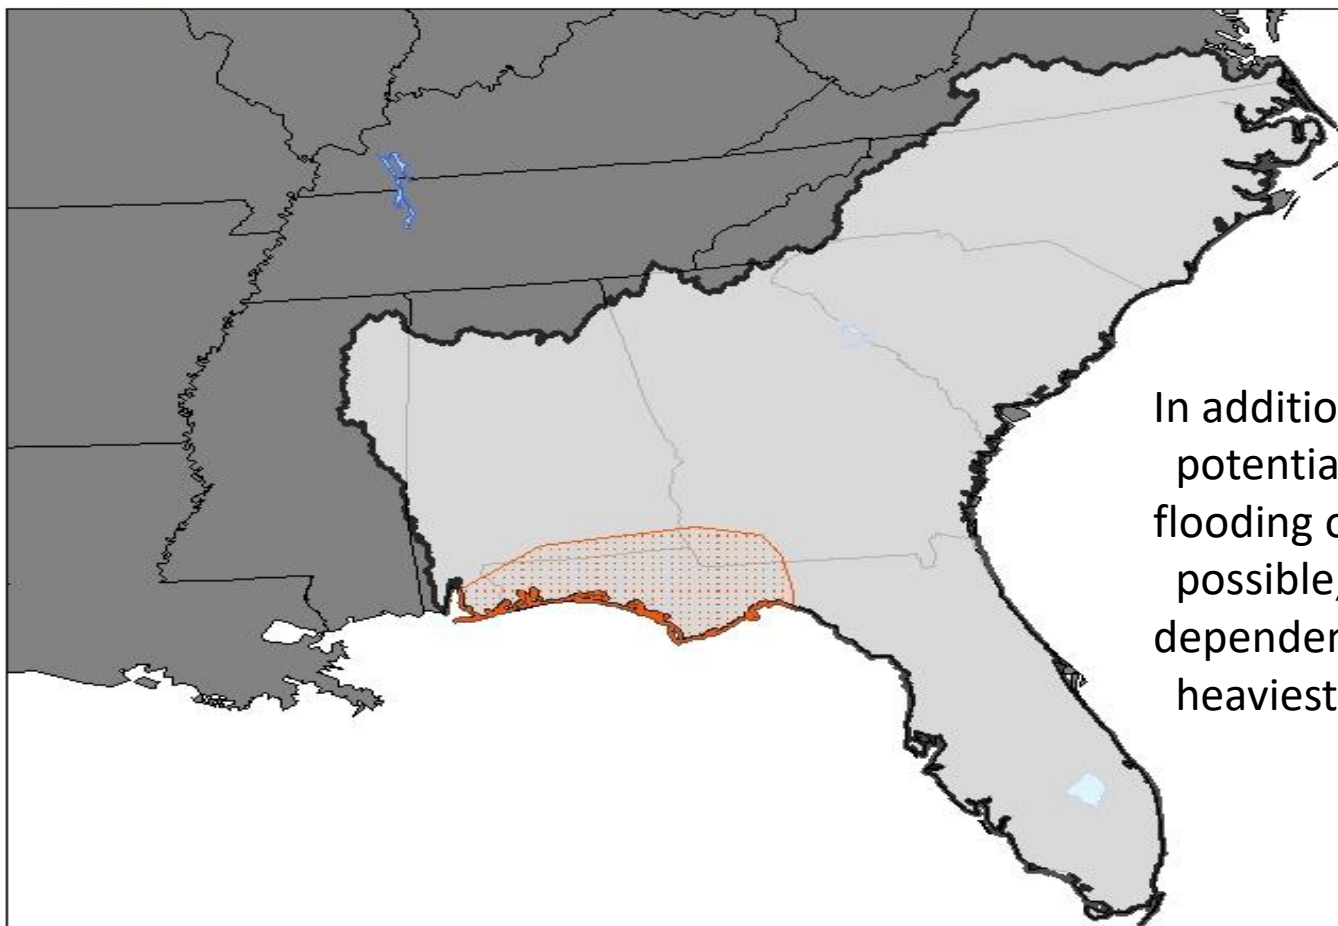 In additio
potentia
flooding
possible,
dependen
heaviest